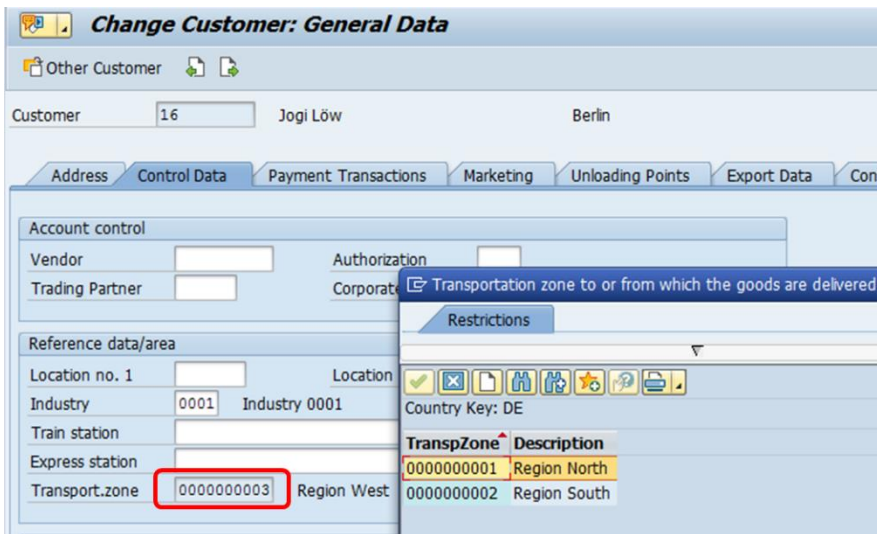 Change Customer: General Data
Other Customer
Customer 16 Jogi Löw Berlin
Address Control Data Payment Transactions Marketing Unloading Points Export Data Con
Account control
Vendor Authorization
Trading Partner Corporate
Reference data/area
Location no. 1 Location
Industry 0001 Industry 0001
Train station
Express station
Transport.zone 0000000003 Region West
Transportation zone to or from which the goods are delivered
Restrictions
Country Key: DE
TranspZone Description
0000000001 Region North
0000000002 Region South